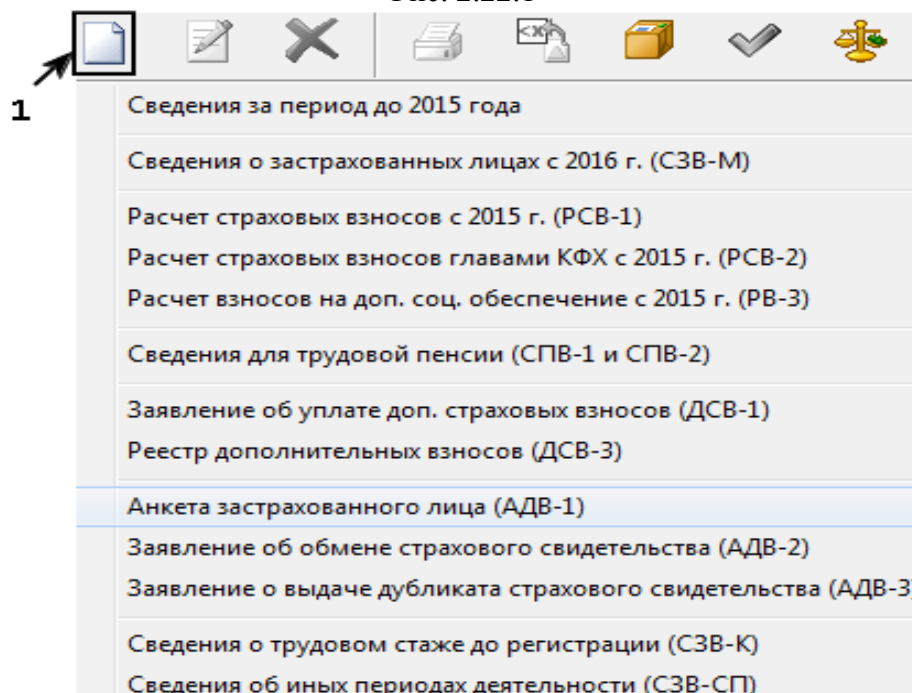 1
Сведения за период до 2015 года
Сведения о застрахованных лицах с 2016 г. (СЗВ-М)
Расчет страховых взносов с 2015 г. (РСВ-1)
Расчет страховых взносов главами КФХ с 2015 г. (РСВ-2)
Расчет взносов на доп. соц. обеспечение с 2015 г. (РВ-3)
Сведения для трудовой пенсии (СПВ-1 и СПВ-2)
Заявление об уплате доп. страховых взносов (ДСВ-1)
Реестр дополнительных взносов (ДСВ-3)
Анкета застрахованного лица (АДВ-1)
Заявление об обмене страхового свидетельства (АДВ-2)
Заявление о выдаче дубликата страхового свидетельства (АДВ-3)
Сведения о трудовом стаже до регистрации (СЗВ-К)
Сведения об иных периодах деятельности (СЗВ-СП)